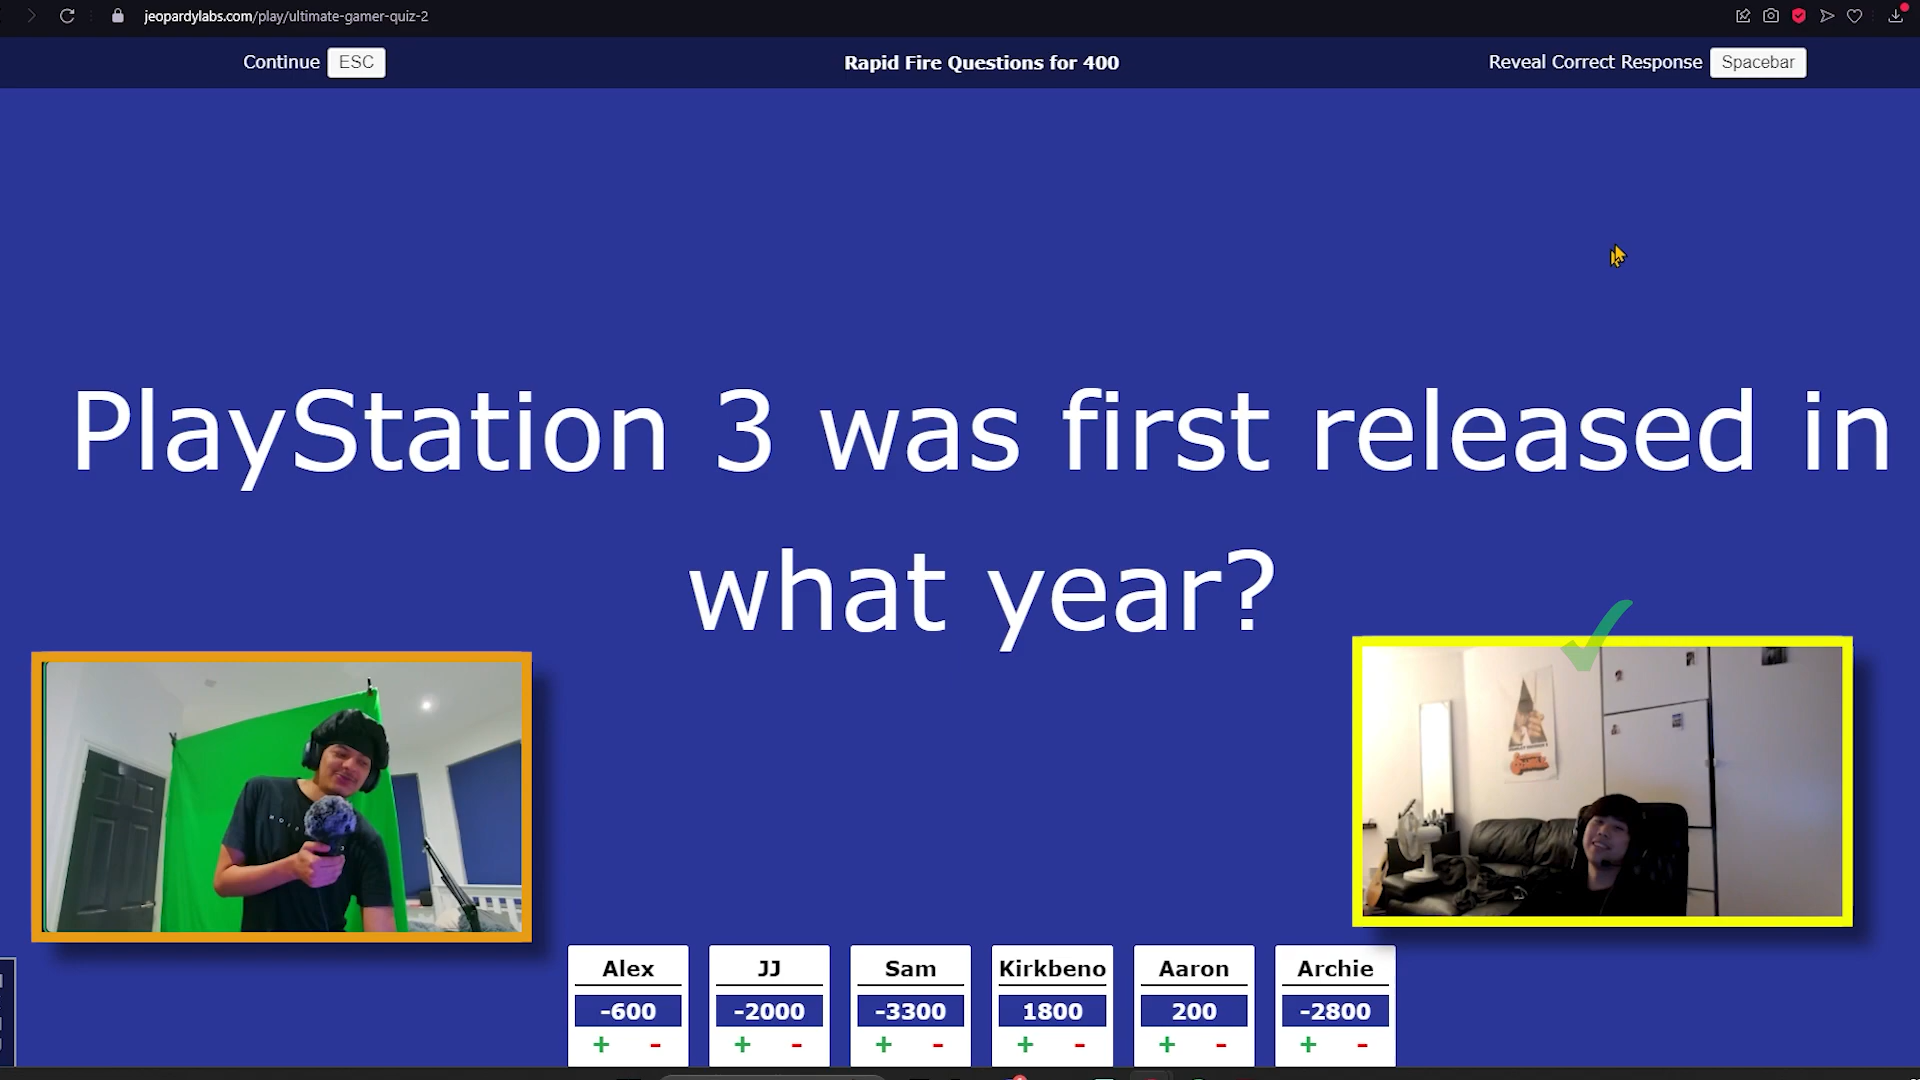 jeopardylabs.com/play/ultimate-gamer-quiz-2
Continue ESC
Rapid Fire Questions for 400
Reveal Correct Response Spacebar
PlayStation 3 was first released in
what year?
Alex JJ Sam Kirkbeno Aaron Archie
-600 -2000 -3300 1800 200 -2800
+ - + - + - + - + - + -